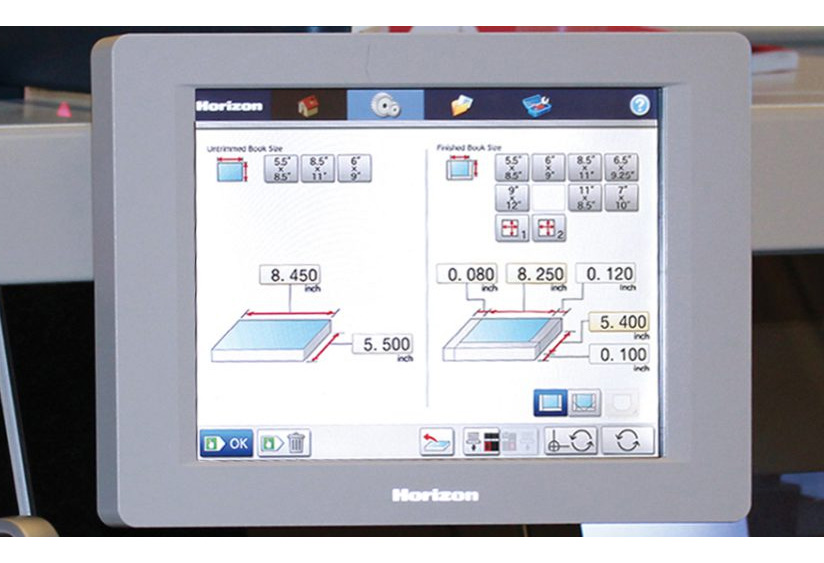 Horizon
?
Untrimmed Book Size
5.5" x 8.5"
8.5" x 11"
6" x 9"
8.450 inch
5.500 inch
Finished Book Size
5.5" x 8.5"
6" x 9"
8.5" x 11"
6.5" x 9.25"
9" x 12"
11" x 8.5"
7" x 10"
1
2
0.080 inch
8.250 inch
0.120 inch
5.400
0.100 inch
OK
Horizon